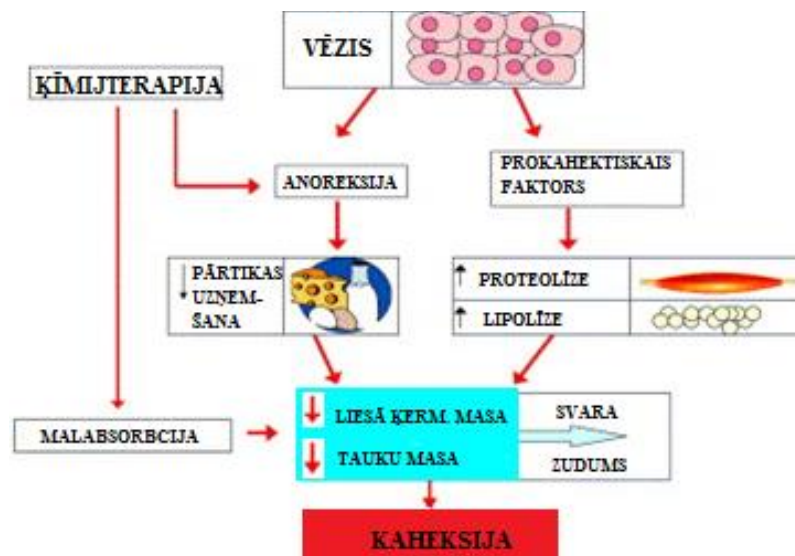 VĒZIS
ĶĪMIJTERAPIJA
ANOREKSIJA
PROKAHEKTISKAIS
FAKTORS
PĀRTIKAS
UZŅEM-
ŠANA
PROTEOLĪZE
LIPOLĪZE
MALABSORBCIJA
LIESĀ ĶERM. MASA
TAUKU MASA
SVARA
ZUDUMS
KAHEKSIJA